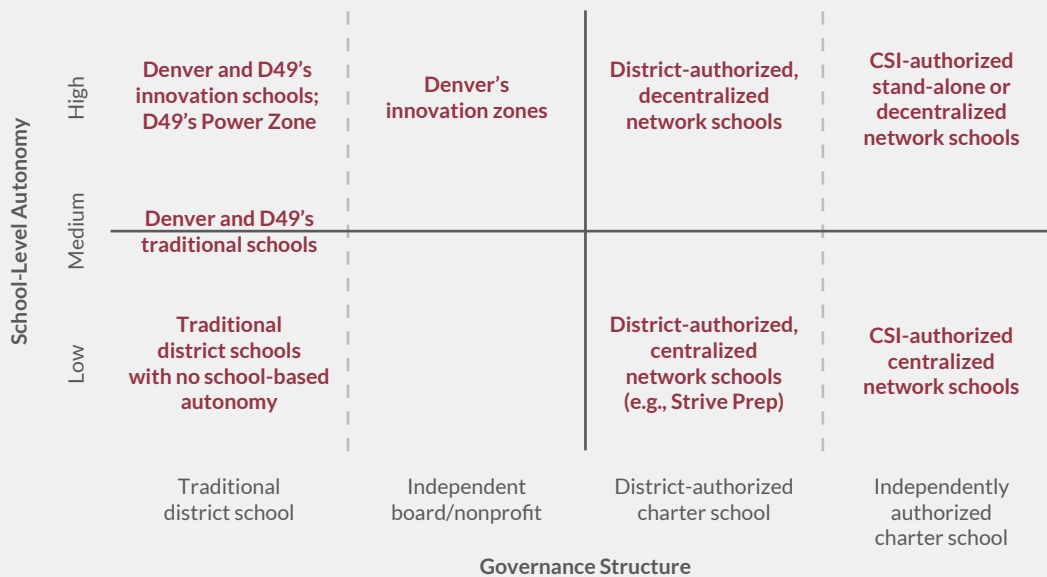 School-Level Autonomy
High
Denver and D49’s
innovation schools;
D49’s Power Zone
Denver’s
innovation zones
District-authorized,
decentralized
network schools
CSI-authorized
stand-alone or
decentralized
network schools
Medium
Denver and D49’s
traditional schools
Low
Traditional
district schools
with no school-based
autonomy
District-authorized,
centralized
network schools
(e.g., Strive Prep)
CSI-authorized
centralized
network schools
Traditional
district school
Independent
board/nonprofit
District-authorized
charter school
Independently
authorized
charter school
Governance Structure